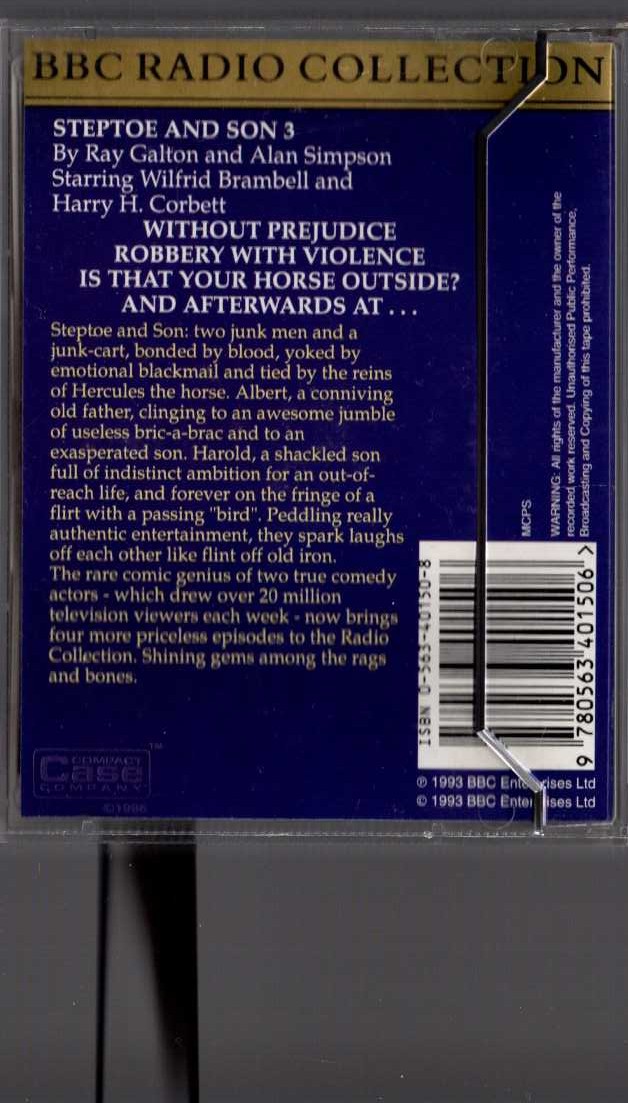 BBC RADIO COLLECTION
STEPTOE AND SON 3
By Ray Galton and Alan Simpson
Starring Wilfrid Brambell and
Harry H. Corbett
WITHOUT PREJUDICE
ROBBERY WITH VIOLENCE
IS THAT YOUR HORSE OUTSIDE?
AND AFTERWARDS AT . . .
Steptoe and Son: two junk men and a
junk-cart, bonded by blood, yoked by
emotional blackmail and tied by the reins
of Hercules the horse. Albert, a conniving
old father, clinging to an awesome jumble
of useless bric-a-brac and to an
exasperated son. Harold, a shackled son
full of indistinct ambition for an out-of-
reach life, and forever on the fringe of a
flirt with a passing "bird". Peddling really
authentic entertainment, they spark laughs
off each other like flint off old iron.
The rare comic genius of two true comedy
actors - which drew over 20 million
television viewers each week - now brings
four more priceless episodes to the Radio
Collection. Shining gems among the rags
and bones.
MCPS
WARNING: All rights of the manufacturer and the owner of the
recorded work reserved. Unauthorised Public Performance,
Broadcasting and Copying of this tape prohibited.
ISBN 0-563-40150-8
9 780563 401506 >
℗ 1993 BBC Enterprises Ltd
© 1993 BBC Enterprises Ltd
COMPACT
Case
COMPANY
TM
©1986